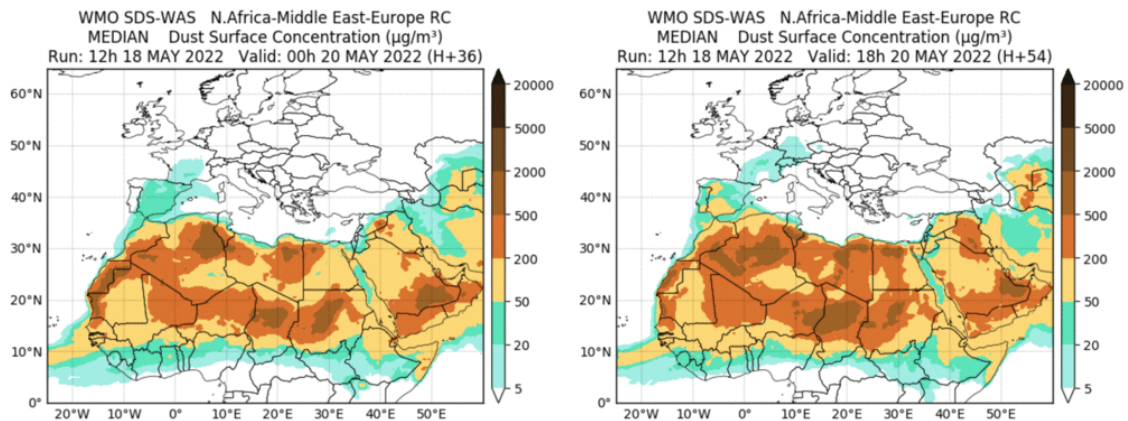 WMO SDS-WAS N.Africa-Middle East-Europe RC
MEDIAN Dust Surface Concentration (µg/m³)
Run: 12h 18 MAY 2022 Valid: 00h 20 MAY 2022 (H+36)
60°N
50°N
40°N
30°N
20°N
10°N
0°
20°W
10°W
0°
10°E
20°E
30°E
40°E
50°E
20000
5000
2000
500
200
50
20
5
WMO SDS-WAS N.Africa-Middle East-Europe RC
MEDIAN Dust Surface Concentration (µg/m³)
Run: 12h 18 MAY 2022 Valid: 18h 20 MAY 2022 (H+54)
60°N
50°N
40°N
30°N
20°N
10°N
0°
20°W
10°W
0°
10°E
20°E
30°E
40°E
50°E
20000
5000
2000
500
200
50
20
5